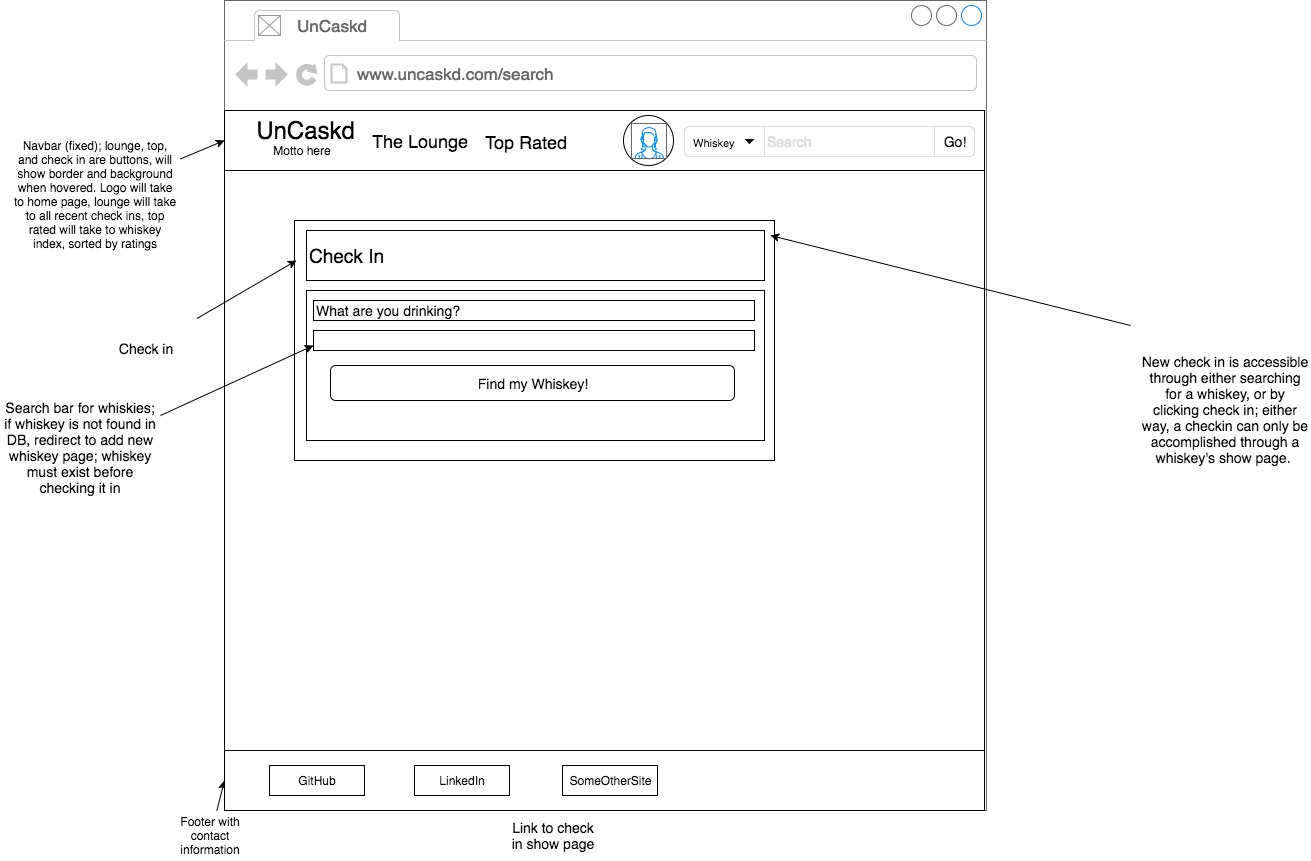 UnCaskd
www.uncaskd.com/search
UnCaskd
Motto here
The Lounge
Top Rated
Whiskey
Search
Go!
Navbar (fixed); lounge, top,
and check in are buttons, will
show border and background
when hovered. Logo will take
to home page, lounge will take
to all recent check ins, top
rated will take to whiskey
index, sorted by ratings
Check In
What are you drinking?
Find my Whiskey!
Check in
Search bar for whiskies;
if whiskey is not found in
DB, redirect to add new
whiskey page; whiskey
must exist before
checking it in
New check in is accessible
through either searching
for a whiskey, or by
clicking check in; either
way, a checkin can only be
accomplished through a
whiskey's show page.
GitHub
LinkedIn
SomeOtherSite
Footer with
contact
information
Link to check
in show page